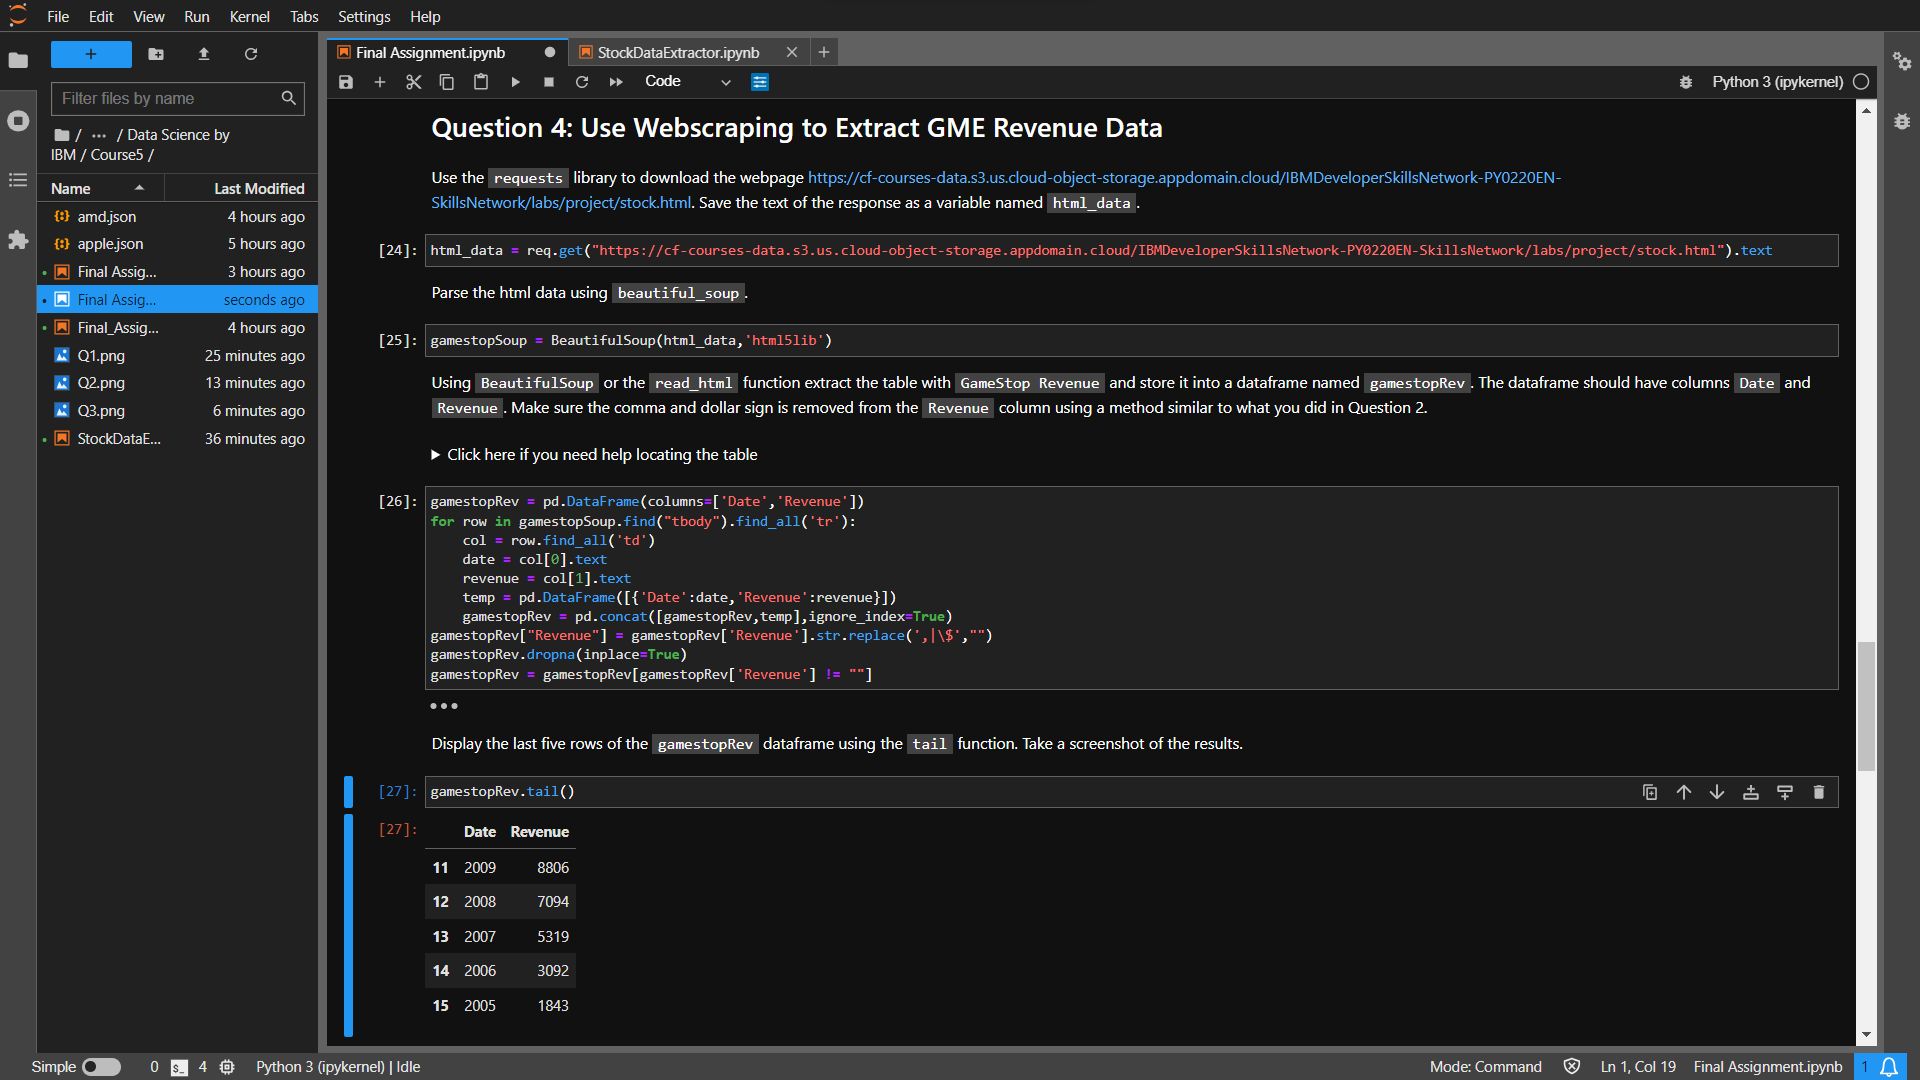 File Edit View Run Kernel Tabs Settings Help
Final Assignment.ipynb
StockDataExtractor.ipynb
Filter files by name
Code
Python 3 (ipykernel)
/ ... / Data Science by
IBM / Course5 /
Name Last Modified
amd.json 4 hours ago
apple.json 5 hours ago
Final Assig... 3 hours ago
Final Assig... seconds ago
Final_Assig... 4 hours ago
Q1.png 25 minutes ago
Q2.png 13 minutes ago
Q3.png 6 minutes ago
StockDataE... 36 minutes ago
Question 4: Use Webscraping to Extract GME Revenue Data
Use the requests library to download the webpage https://cf-courses-data.s3.us.cloud-object-storage.appdomain.cloud/IBMDeveloperSkillsNetwork-PY0220EN-
SkillsNetwork/labs/project/stock.html. Save the text of the response as a variable named html_data.
[24]: html_data = req.get("https://cf-courses-data.s3.us.cloud-object-storage.appdomain.cloud/IBMDeveloperSkillsNetwork-PY0220EN-SkillsNetwork/labs/project/stock.html").text
Parse the html data using beautiful_soup.
[25]: gamestopSoup = BeautifulSoup(html_data,'html5lib')
Using BeautifulSoup or the read_html function extract the table with GameStop Revenue and store it into a dataframe named gamestopRev. The dataframe should have columns Date and
Revenue. Make sure the comma and dollar sign is removed from the Revenue column using a method similar to what you did in Question 2.
Click here if you need help locating the table
[26]: gamestopRev = pd.DataFrame(columns=['Date','Revenue'])
for row in gamestopSoup.find("tbody").find_all('tr'):
    col = row.find_all('td')
    date = col[0].text
    revenue = col[1].text
    temp = pd.DataFrame([{'Date':date,'Revenue':revenue}])
    gamestopRev = pd.concat([gamestopRev,temp],ignore_index=True)
gamestopRev["Revenue"] = gamestopRev['Revenue'].str.replace(',|\$',"")
gamestopRev.dropna(inplace=True)
gamestopRev = gamestopRev[gamestopRev['Revenue'] != ""]
Display the last five rows of the gamestopRev dataframe using the tail function. Take a screenshot of the results.
[27]: gamestopRev.tail()
[27]: Date Revenue
11 2009 8806
12 2008 7094
13 2007 5319
14 2006 3092
15 2005 1843
Simple 0 $_ 4 Python 3 (ipykernel) | Idle
Mode: Command Ln 1, Col 19 Final Assignment.ipynb 1